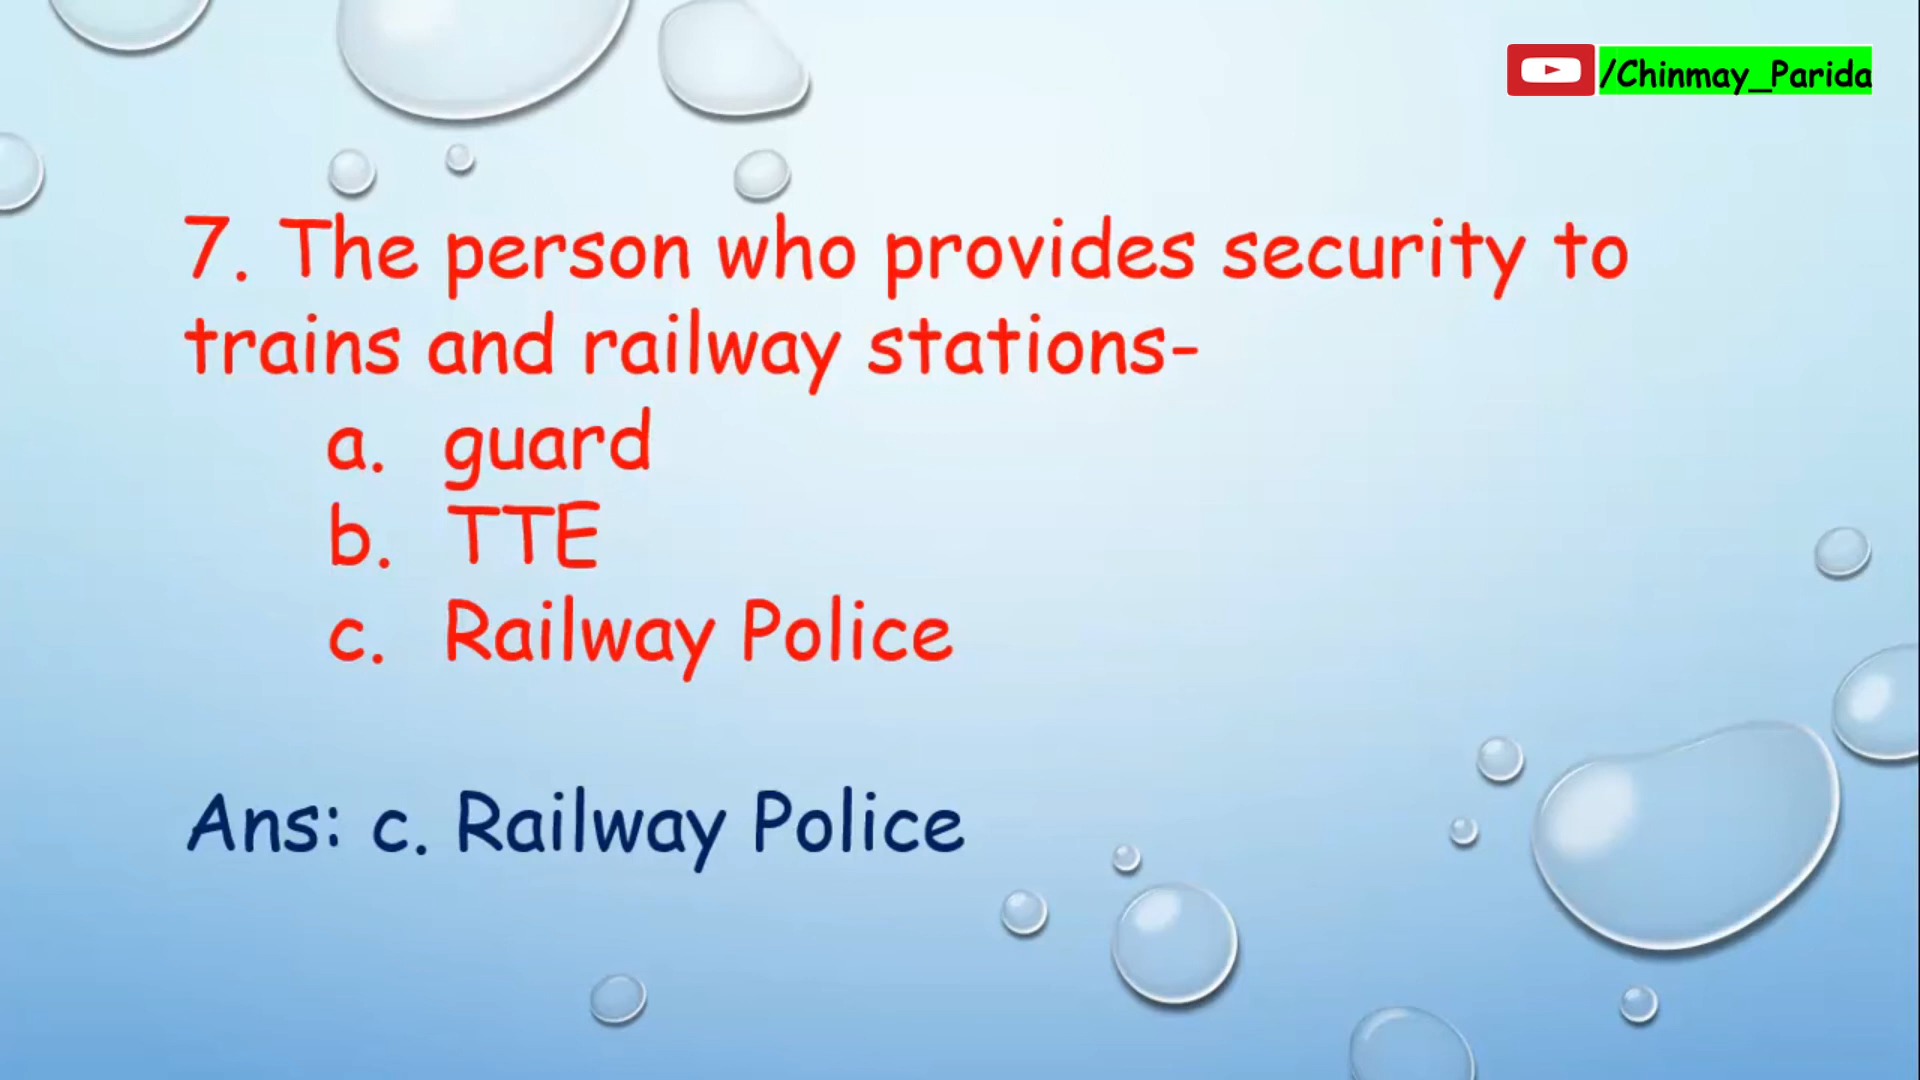 /Chinmay_Parida
7. The person who provides security to
trains and railway stations-
a. guard
b. TTE
c. Railway Police
Ans: c. Railway Police